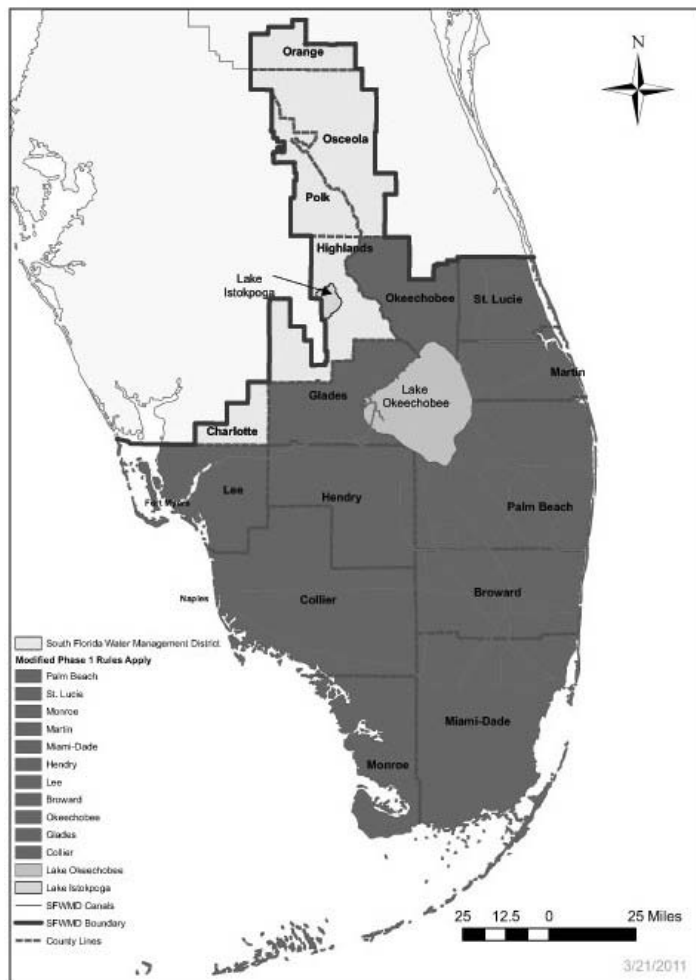 N
Orange
Osceola
Polk
Highlands
Lake
Istokpoga
Okeechobee
St. Lucie
Martin
Glades
Lake
Okeechobee
Charlotte
Fort Myers
Lee
Hendry
Palm Beach
Naples
Collier
Broward
Miami-Dade
Monroe
South Florida Water Management District
Modified Phase 1 Rules Apply
Palm Beach
St. Lucie
Monroe
Martin
Miami-Dade
Hendry
Lee
Broward
Okeechobee
Glades
Collier
Lake Okeechobee
Lake Istokpoga
SFWMD Canals
SFWMD Boundary
County Lines
25 12.5 0 25 Miles
3/21/2011